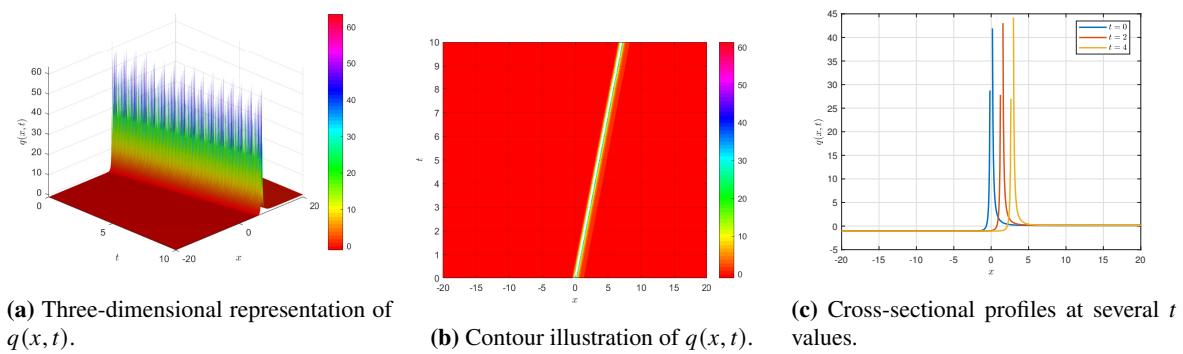 60
50
40
30
20
10
0
q(x, t)
0
5
10
t
-20
0
20
x
60
50
40
30
20
10
0
10
9
8
7
6
5
4
3
2
1
0
t
-20 -15 -10 -5 0 5 10 15 20
x
60
50
40
30
20
10
0
45
40
35
30
25
20
15
10
5
0
-5
q(x, t)
-20 -15 -10 -5 0 5 10 15 20
x
t = 0
t = 2
t = 4
(a) Three-dimensional representation of
q(x, t).
(b) Contour illustration of q(x, t).
(c) Cross-sectional profiles at several t
values.